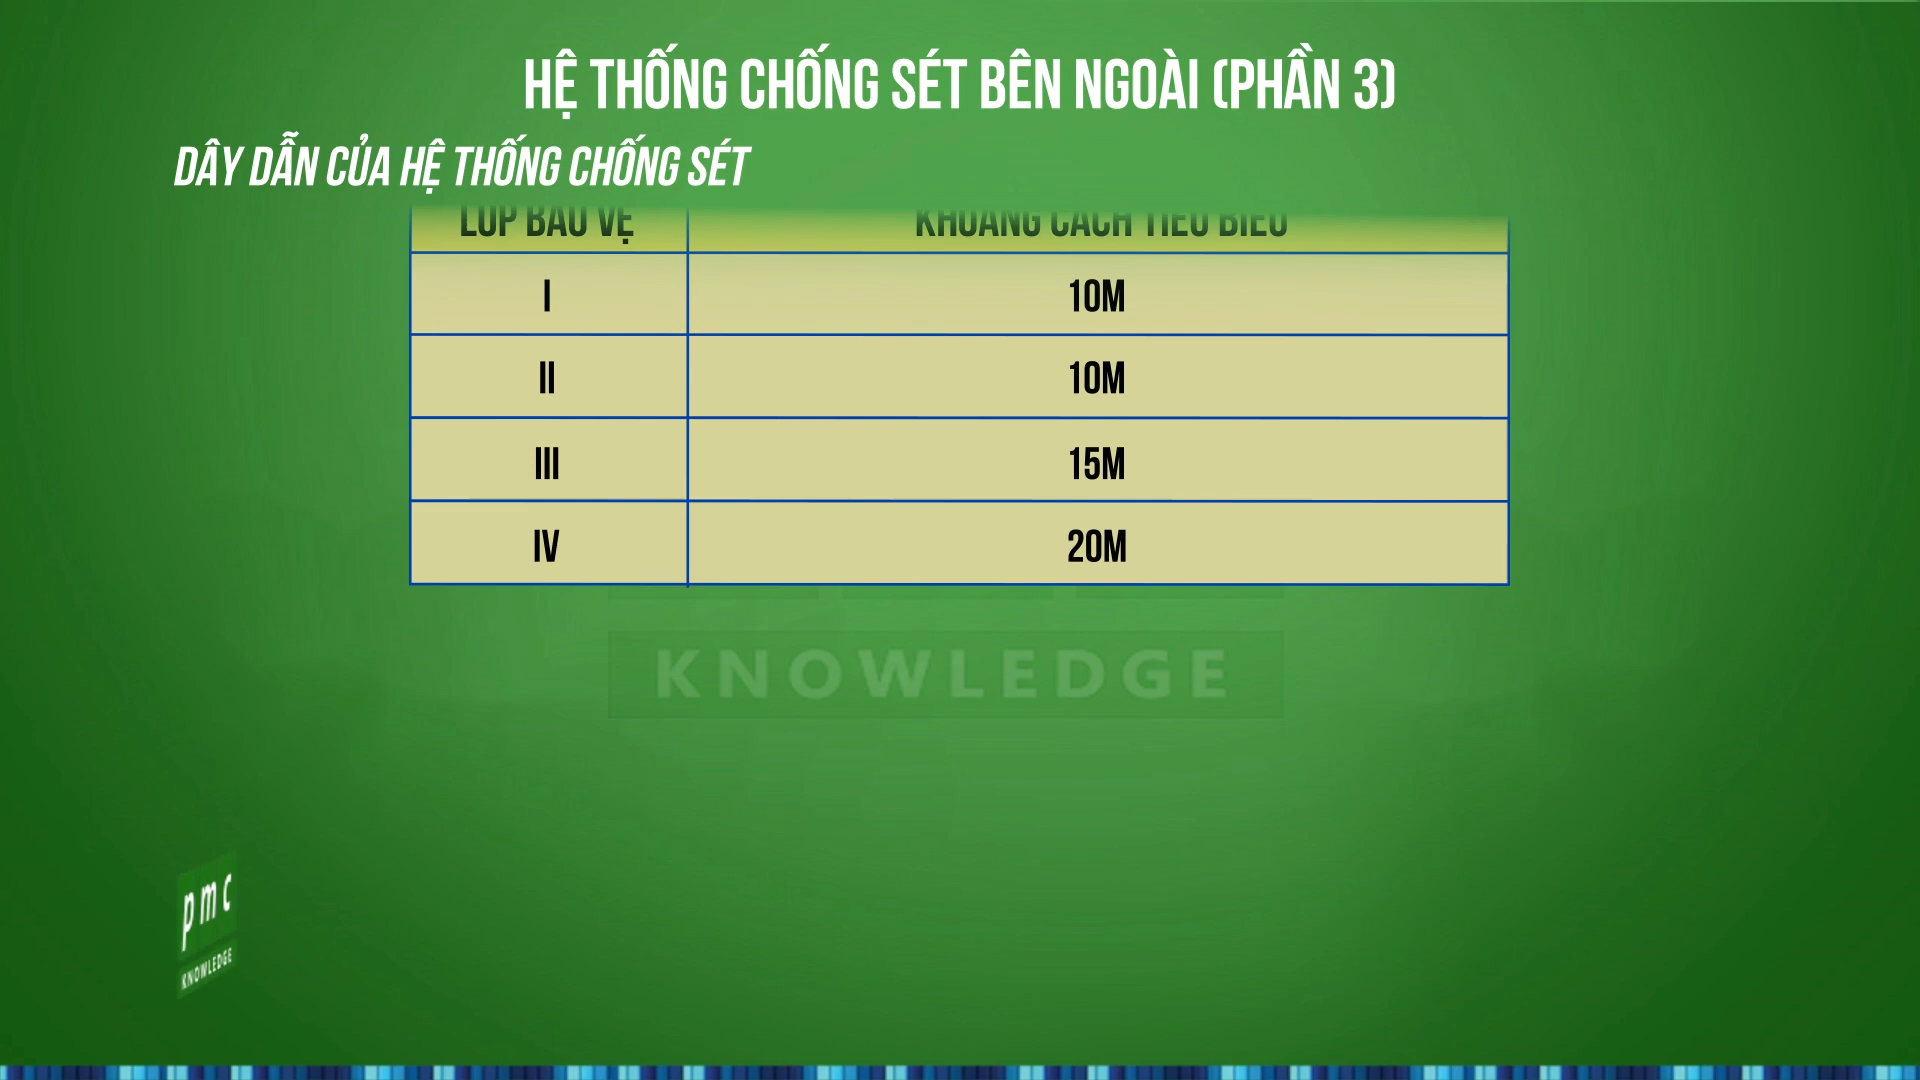 HỆ THỐNG CHỐNG SÉT BÊN NGOÀI (PHẦN 3)
DÂY DẪN CỦA HỆ THỐNG CHỐNG SÉT
LỚP BẢO VỆ KHOẢNG CÁCH TIÊU BIỂU
I 10M
II 10M
III 15M
IV 20M
KNOWLEDGE
pmc
KNOWLEDGE